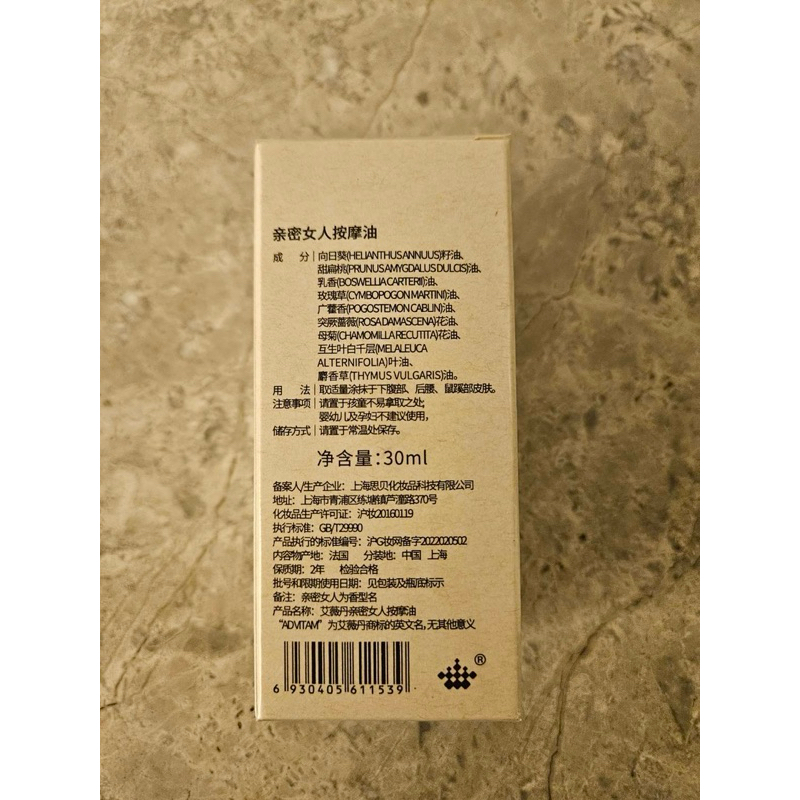 亲密女人按摩油
成 分｜向日葵(HELIANTHUS ANNUUS)籽油、
甜扁桃(PRUNUS AMYGDALUS DULCIS)油、
乳香(BOSWELLIA CARTERII)油、
玫瑰草(CYMBOPOGON MARTINI)油、
广藿香(POGOSTEMON CABLIN)油、
突厥蔷薇(ROSA DAMASCENA)花油、
母菊(CHAMOMILLA RECUTITA)花油、
互生叶白千层(MELALEUCA
ALTERNIFOLIA)叶油、
麝香草(THYMUS VULGARIS)油。
用 法｜取适量涂抹于下腹部、后腰、鼠蹊部皮肤。
注意事项｜请置于孩童不易拿取之处;
婴幼儿及孕妇不建议使用，
储存方式｜请置于常温处保存。
净含量:30ml
备案人/生产企业：上海思贝化妆品科技有限公司
地址：上海市青浦区练塘镇芦潼路370号
化妆品生产许可证：沪妆20160119
执行标准：GB/T29990
产品执行的标准编号：沪G妆网备字2022020502
内容物产地：法国 分装地：中国 上海
保质期：2年 检验合格
批号和限期使用日期：见包装及瓶底标示
备注：亲密女人为香型名
产品名称：艾薇丹亲密女人按摩油
“ADVITAM”为艾薇丹商标的英文名,无其他意义
6 930405 611539
®